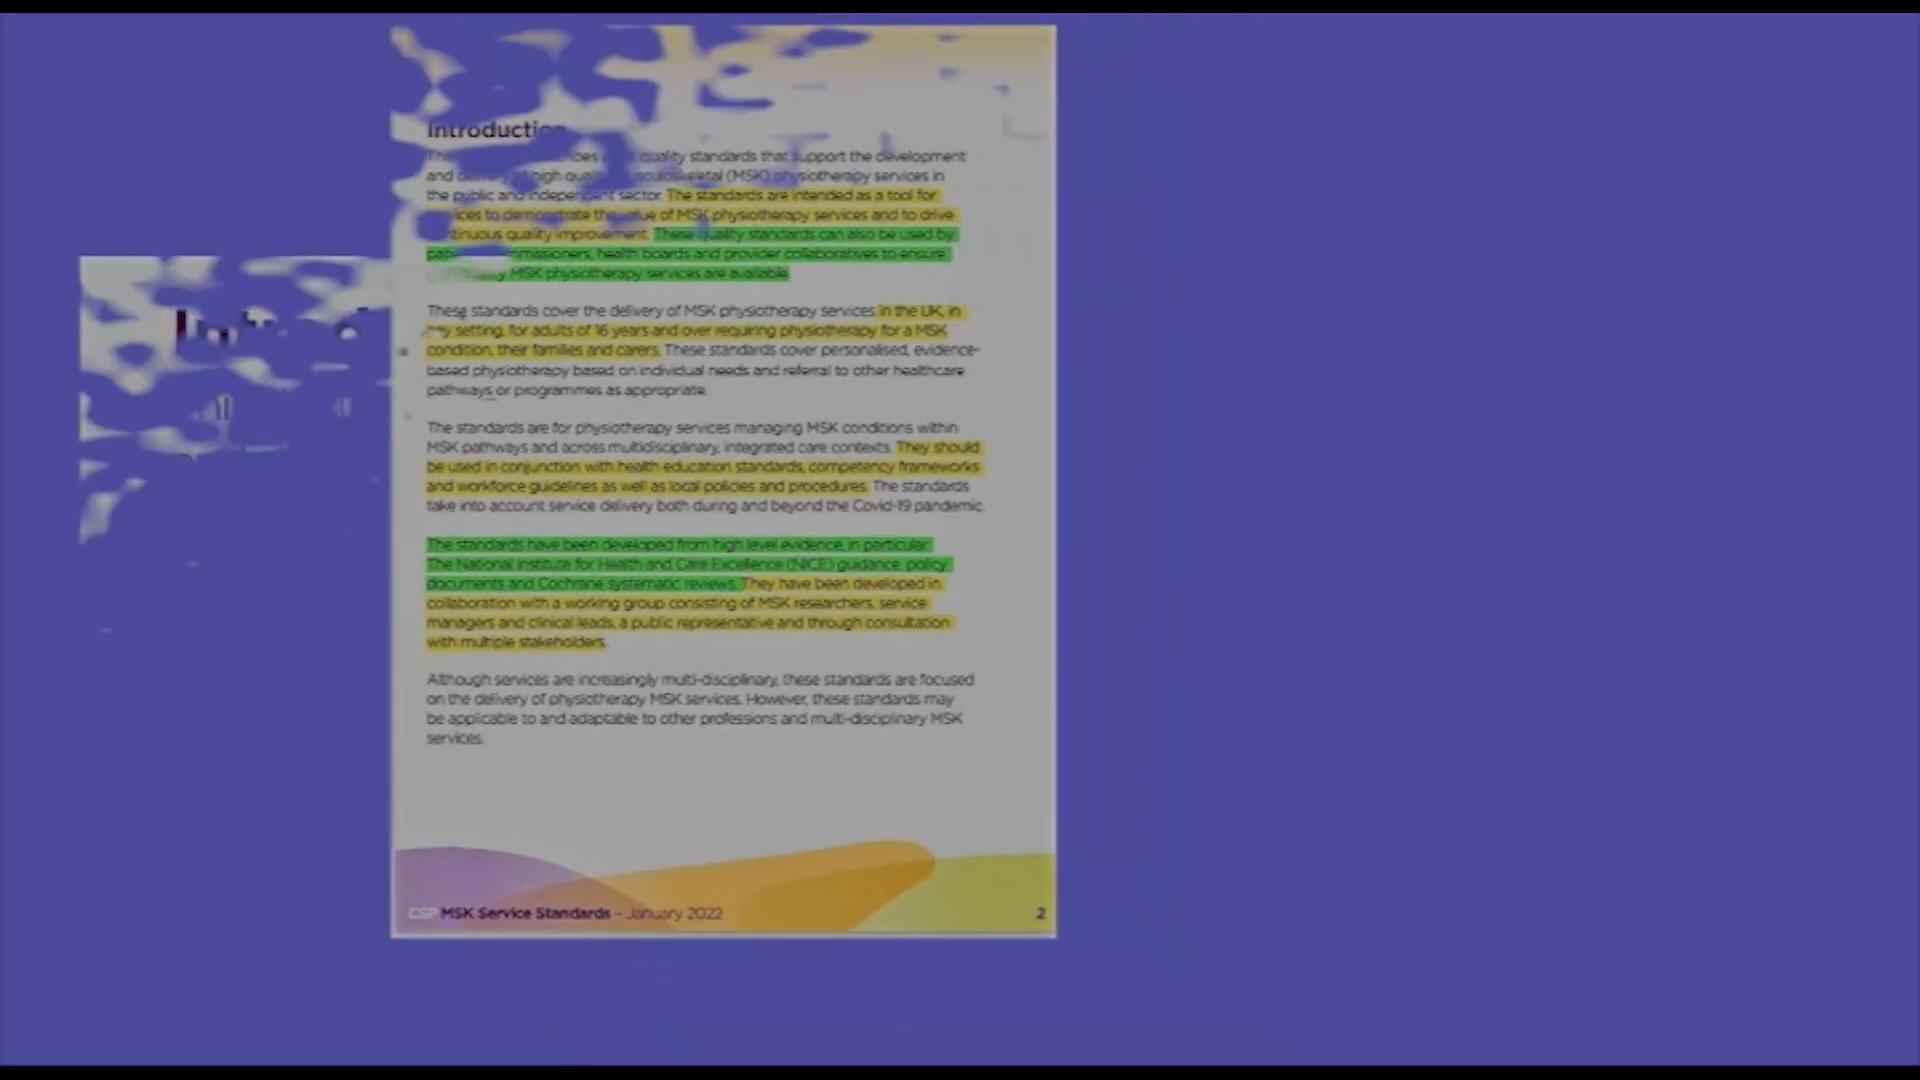 Introduction
quality standards that support the development
and high (MSK) physiotherapy services in
the public and independent sector. The standards are intended as a tool for
to demonstrate the value of MSK physiotherapy services and to drive
quality improvement. These quality standards can also be used by
health boards and provider collaboratives to ensure
MSK physiotherapy services are available.
These standards cover the delivery of MSK physiotherapy services in the UK, in
setting, for adults of 16 years and over requiring physiotherapy for a MSK
condition, their families and carers. These standards cover personalised, evidence-
based physiotherapy based on individual needs and referral to other healthcare
pathways or programmes as appropriate.
The standards are for physiotherapy services managing MSK conditions within
MSK pathways and across multidisciplinary, integrated care contexts. They should
be used in conjunction with health education standards, competency frameworks
and workforce guidelines as well as local policies and procedures. The standards
take into account service delivery both during and beyond the Covid-19 pandemic.
The standards have been developed from high level evidence, in particular
The National Institute for Health and Care Excellence (NICE) guidance, policy
documents and Cochrane systematic reviews. They have been developed in
collaboration with a working group consisting of MSK researchers, service
managers and clinical leads, a public representative and through consultation
with multiple stakeholders.
Although services are increasingly multi-disciplinary, these standards are focused
on the delivery of physiotherapy MSK services. However, these standards may
be applicable to and adaptable to other professions and multi-disciplinary MSK
services.
CSP MSK Service Standards - January 2022
2